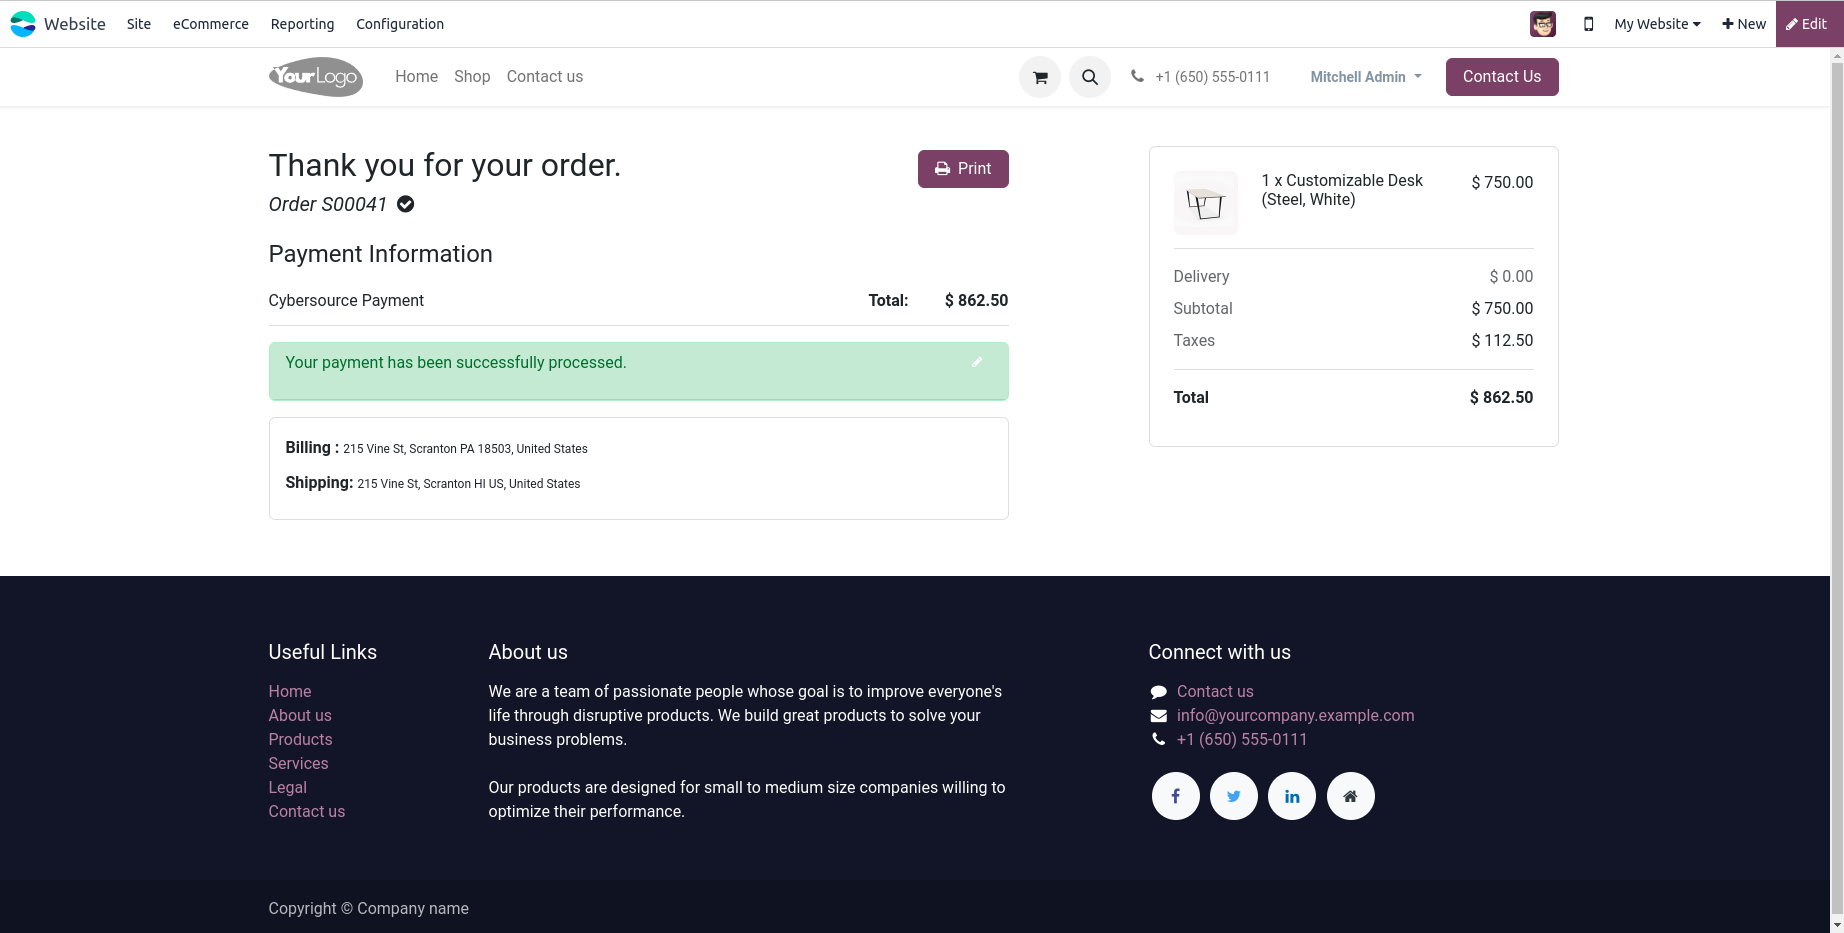 Website Site eCommerce Reporting Configuration My Website New Edit
YourLogo Home Shop Contact us +1 (650) 555-0111 Mitchell Admin Contact Us
Thank you for your order.
Print
Order S00041
Payment Information
Cybersource Payment Total: $ 862.50
Your payment has been successfully processed.
Billing : 215 Vine St, Scranton PA 18503, United States
Shipping: 215 Vine St, Scranton HI US, United States
1 x Customizable Desk $ 750.00
(Steel, White)
Delivery $ 0.00
Subtotal $ 750.00
Taxes $ 112.50
Total $ 862.50
Useful Links
Home
About us
Products
Services
Legal
Contact us
About us
We are a team of passionate people whose goal is to improve everyone's
life through disruptive products. We build great products to solve your
business problems.
Our products are designed for small to medium size companies willing to
optimize their performance.
Connect with us
Contact us
info@yourcompany.example.com
+1 (650) 555-0111
Copyright © Company name